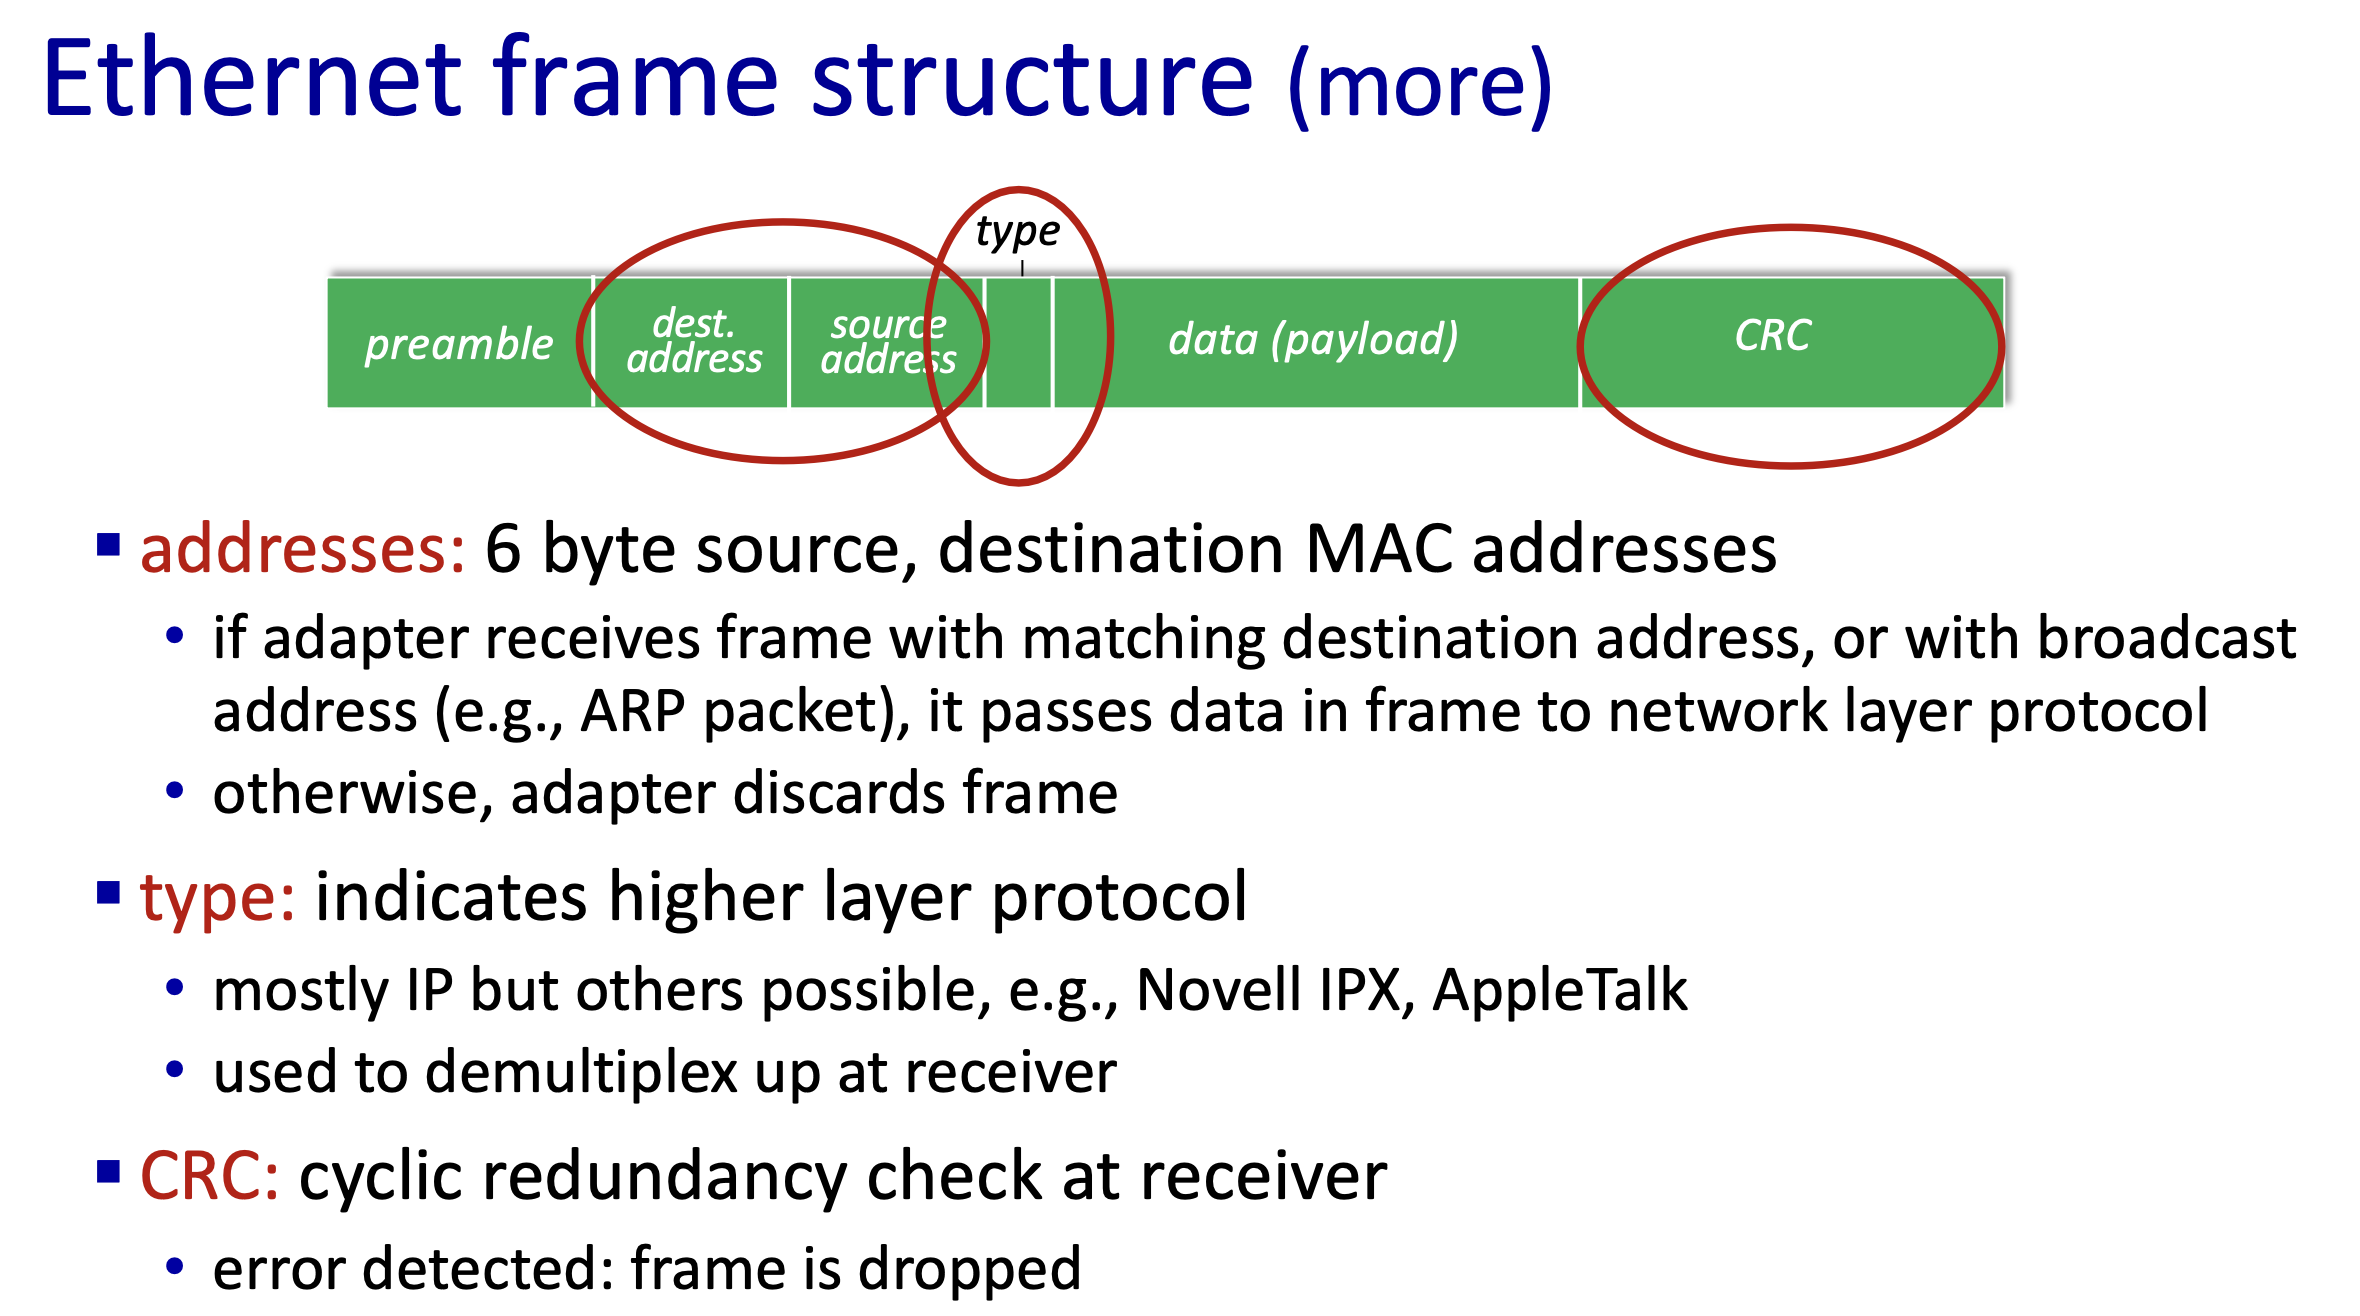 Ethernet frame structure (more)
type
preamble
dest.
address
source
address
data (payload)
CRC
addresses: 6 byte source, destination MAC addresses
if adapter receives frame with matching destination address, or with broadcast
address (e.g., ARP packet), it passes data in frame to network layer protocol
otherwise, adapter discards frame
type: indicates higher layer protocol
mostly IP but others possible, e.g., Novell IPX, AppleTalk
used to demultiplex up at receiver
CRC: cyclic redundancy check at receiver
error detected: frame is dropped